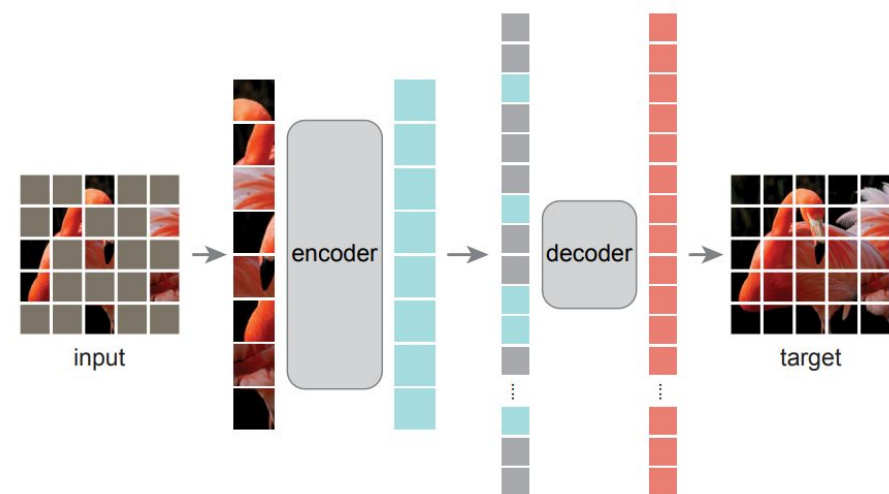 input
encoder
decoder
target